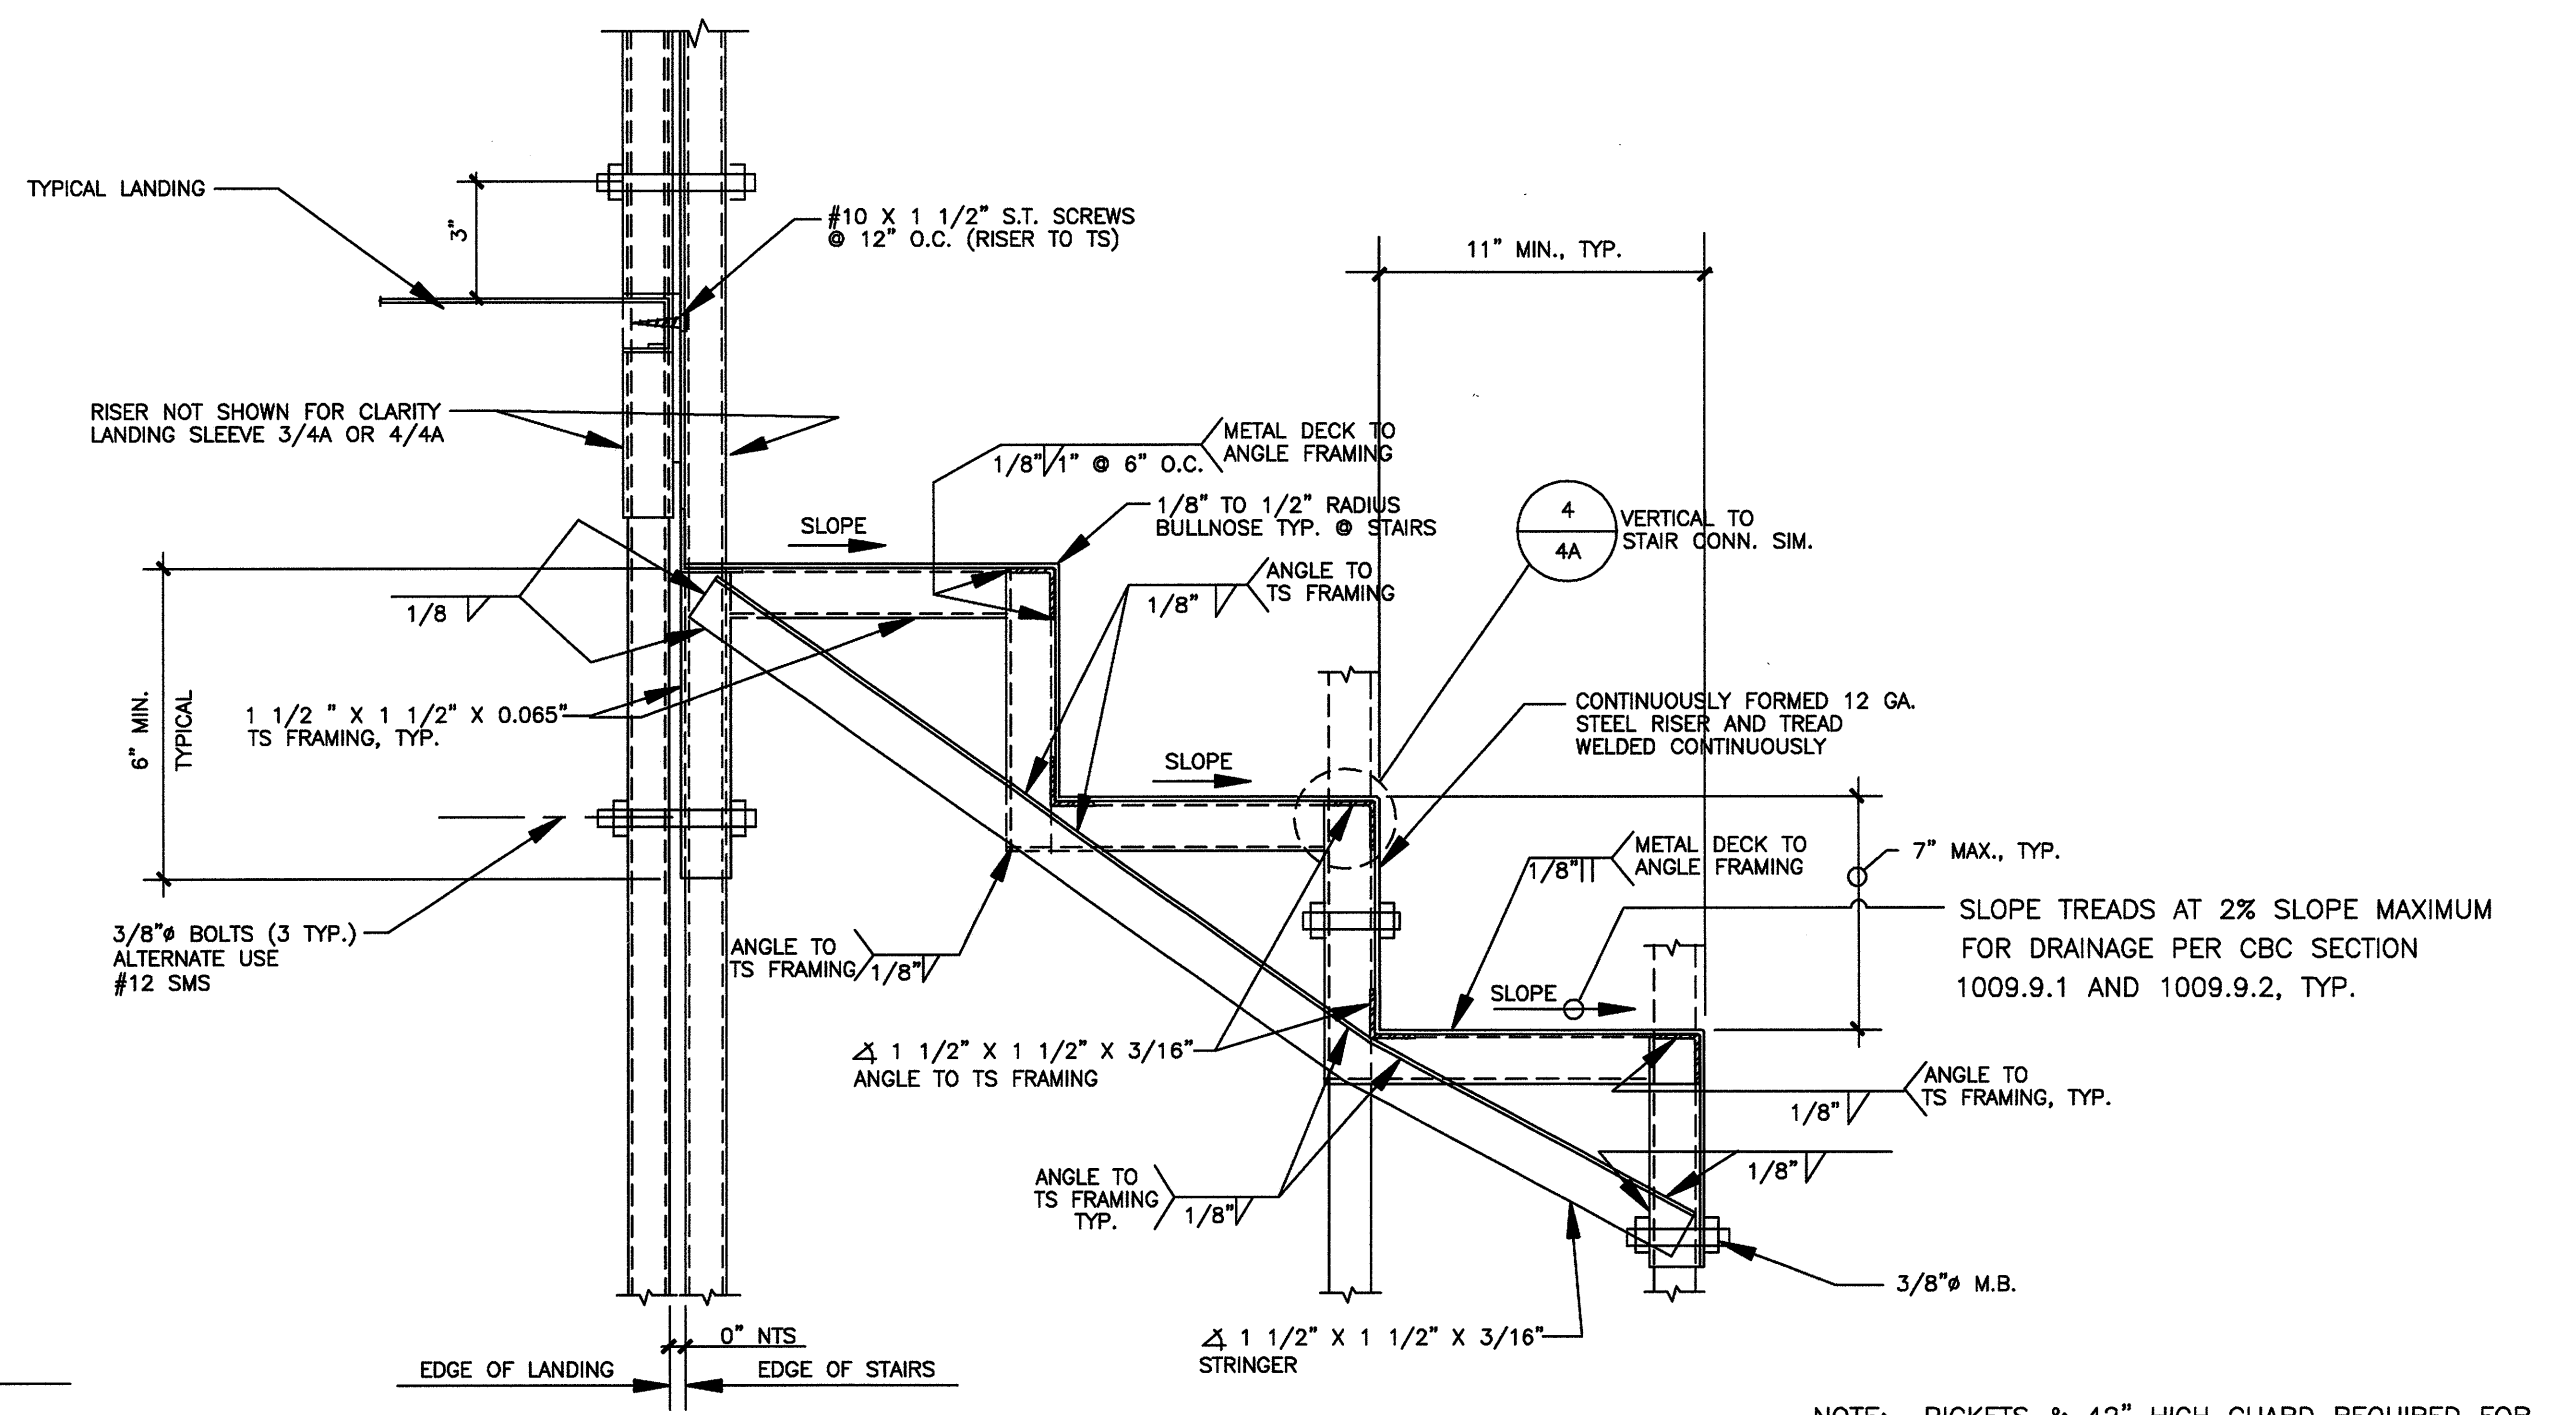 TYPICAL LANDING
3"
#10 X 1 1/2" S.T. SCREWS
@ 12" O.C. (RISER TO TS)
11" MIN., TYP.
RISER NOT SHOWN FOR CLARITY
LANDING SLEEVE 3/4A OR 4/4A
METAL DECK TO
ANGLE FRAMING
1/8" 1" @ 6" O.C.
1/8" TO 1/2" RADIUS
BULLNOSE TYP. @ STAIRS
SLOPE
4
4A
VERTICAL TO
STAIR CONN. SIM.
ANGLE TO
TS FRAMING
1/8"
1/8
6" MIN.
TYPICAL
1 1/2 " X 1 1/2" X 0.065"
TS FRAMING, TYP.
CONTINUOUSLY FORMED 12 GA.
STEEL RISER AND TREAD
WELDED CONTINUOUSLY
SLOPE
METAL DECK TO
ANGLE FRAMING
1/8"
7" MAX., TYP.
SLOPE TREADS AT 2% SLOPE MAXIMUM
FOR DRAINAGE PER CBC SECTION
1009.9.1 AND 1009.9.2, TYP.
3/8"ø BOLTS (3 TYP.)
ALTERNATE USE
#12 SMS
ANGLE TO
TS FRAMING
1/8"
SLOPE
∡ 1 1/2" X 1 1/2" X 3/16"
ANGLE TO TS FRAMING
ANGLE TO
TS FRAMING, TYP.
1/8"
1/8"
ANGLE TO
TS FRAMING
TYP.
1/8"
3/8"ø M.B.
∡ 1 1/2" X 1 1/2" X 3/16"
STRINGER
0" NTS
EDGE OF LANDING
EDGE OF STAIRS
NOTE: PICKETS & 42" HIGH GUARD REQUIRED FOR